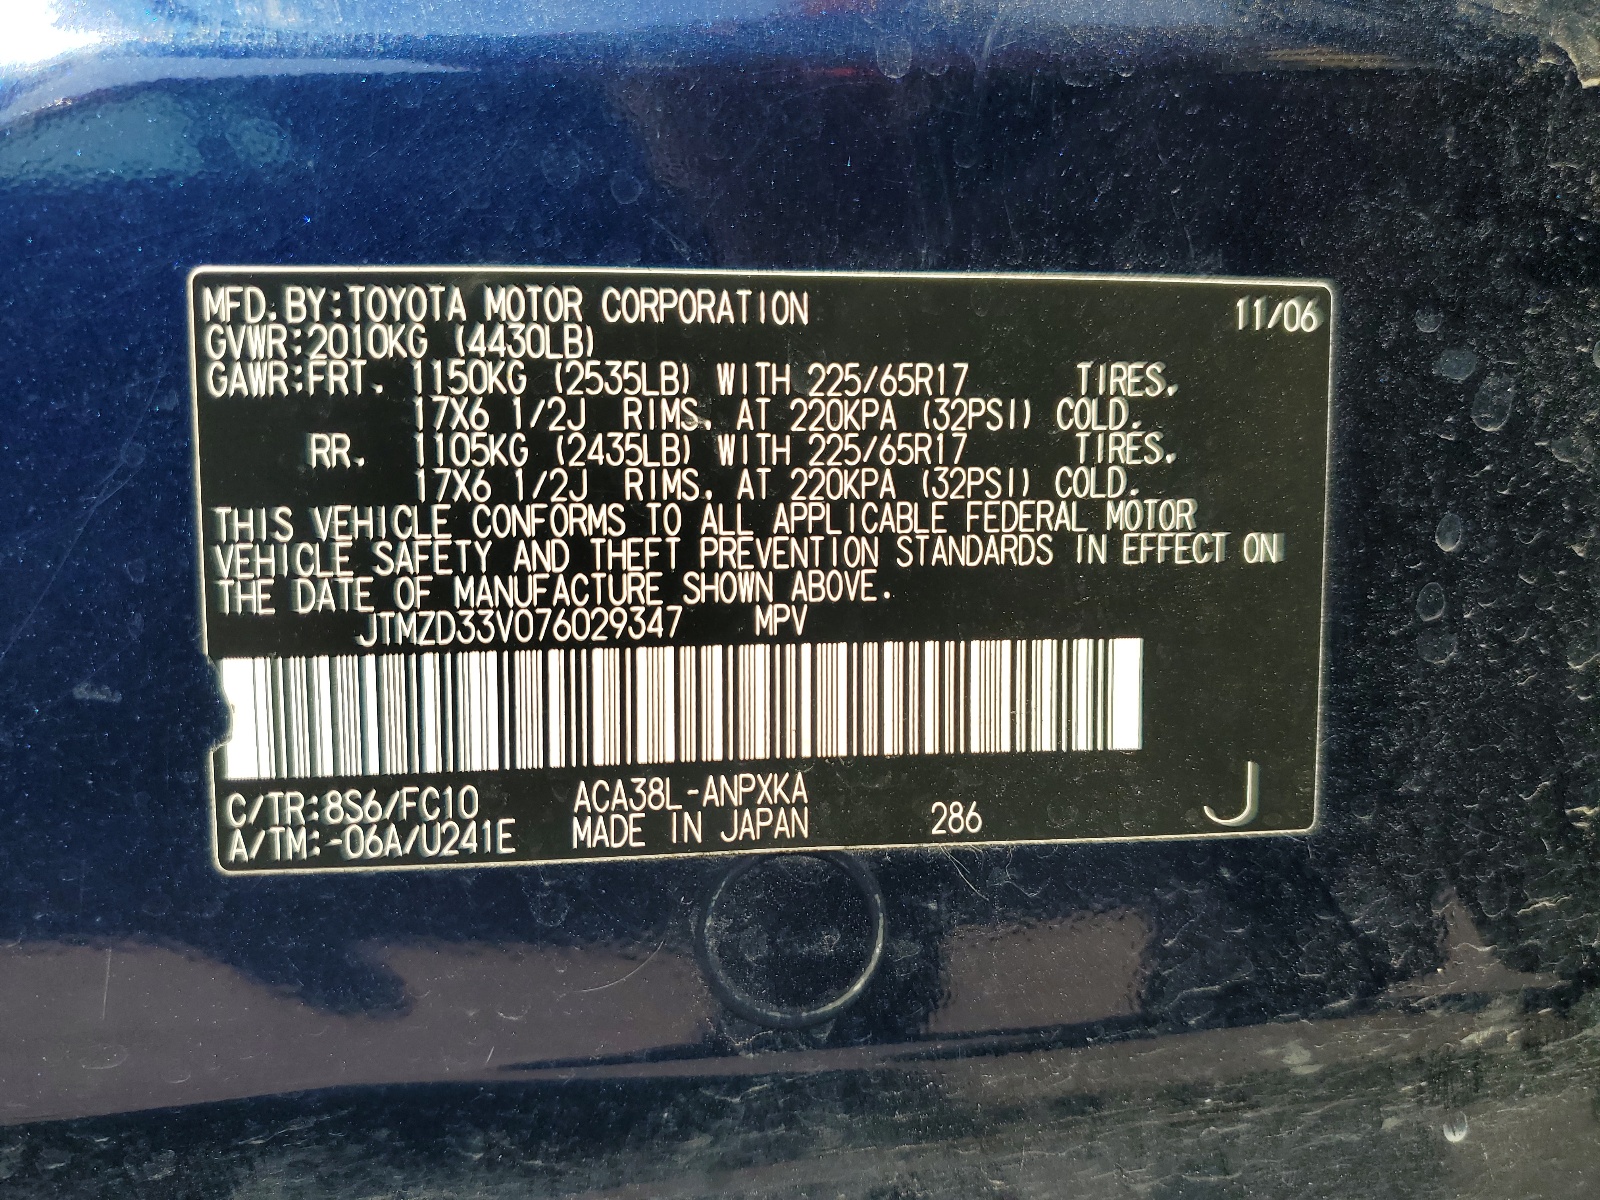 MFD. BY: TOYOTA MOTOR CORPORATION 11/06
GVWR: 2010KG (4430LB)
GAWR: FRT. 1150KG (2535LB) WITH 225/65R17 TIRES.
17X6 1/2J RIMS. AT 220KPA (32PSI) COLD.
RR. 1105KG (2435LB) WITH 225/65R17 TIRES.
17X6 1/2J RIMS. AT 220KPA (32PSI) COLD.
THIS VEHICLE CONFORMS TO ALL APPLICABLE FEDERAL MOTOR
VEHICLE SAFETY AND THEFT PREVENTION STANDARDS IN EFFECT ON
THE DATE OF MANUFACTURE SHOWN ABOVE.
JTMZD33V076029347 MPV
C/TR: 8S6/FC10 ACA38L-ANPXKA
A/TM: -06A/U241E MADE IN JAPAN 286 J